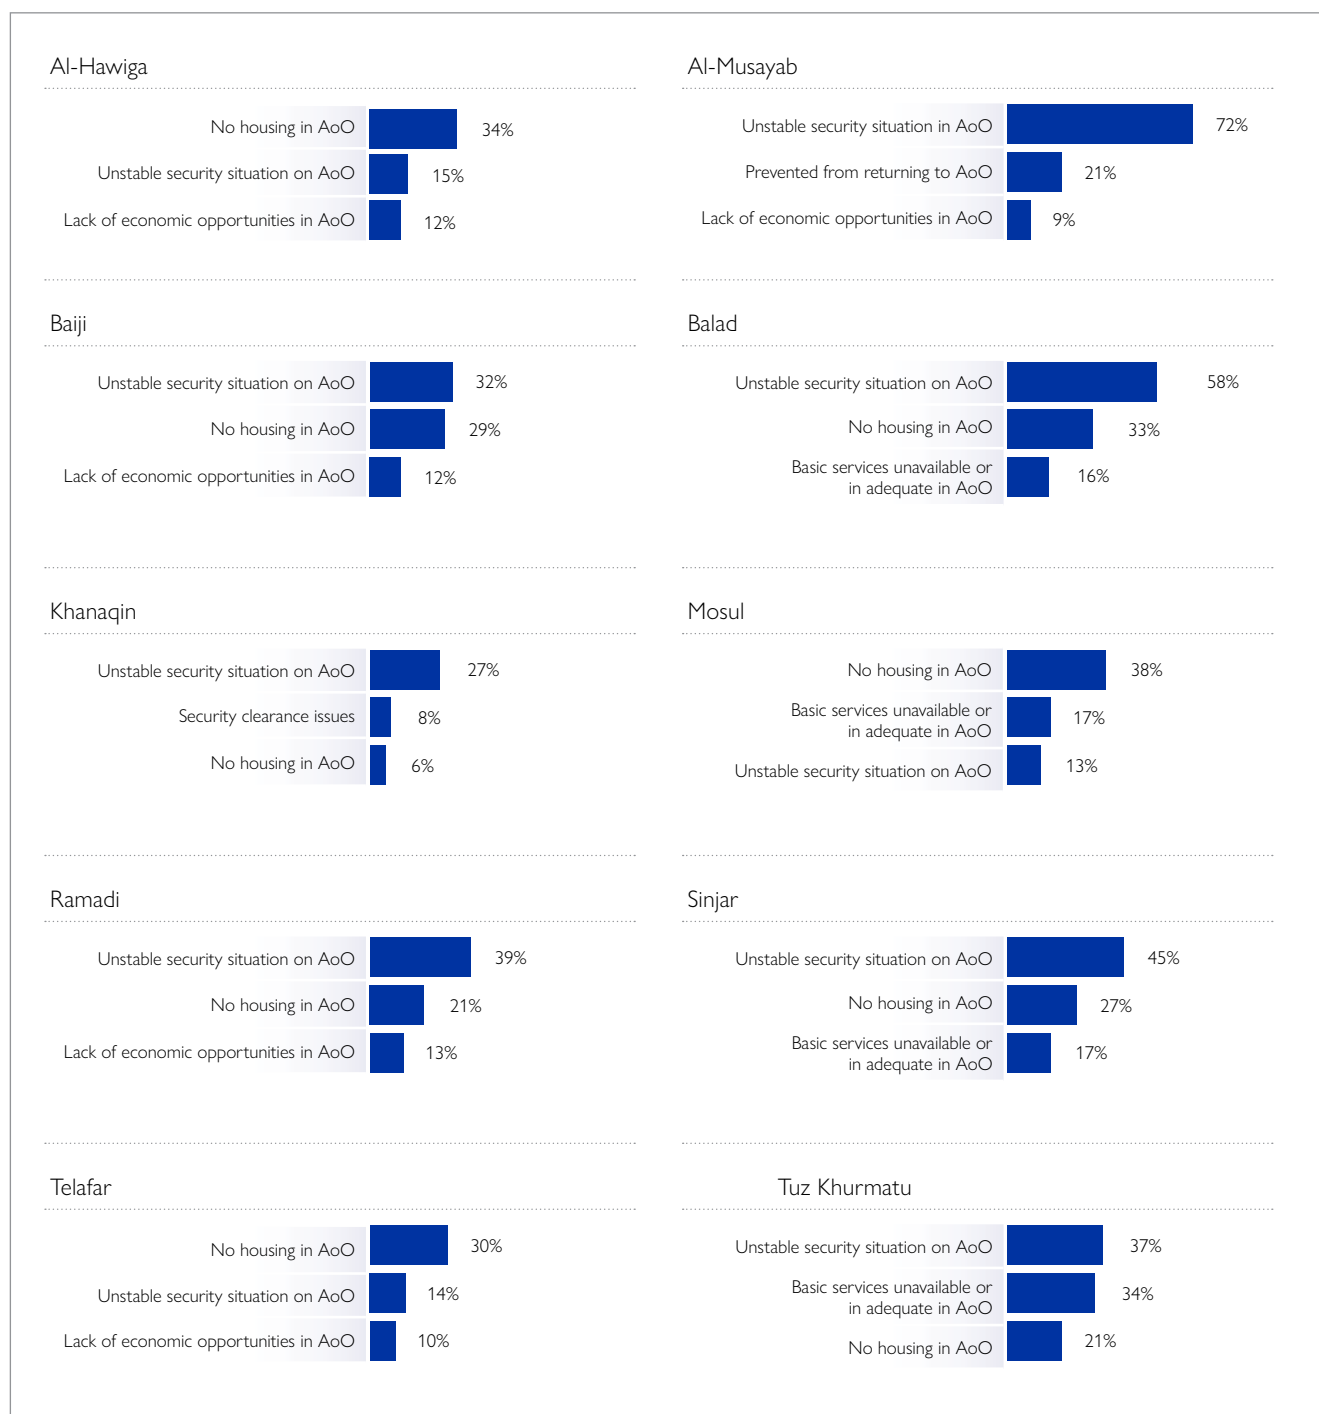 Al-Hawiga
No housing in AoO 34%
Unstable security situation on AoO 15%
Lack of economic opportunities in AoO 12%
Al-Musayab
Unstable security situation in AoO 72%
Prevented from returning to AoO 21%
Lack of economic opportunities in AoO 9%
Baiji
Unstable security situation on AoO 32%
No housing in AoO 29%
Lack of economic opportunities in AoO 12%
Balad
Unstable security situation on AoO 58%
No housing in AoO 33%
Basic services unavailable or
in adequate in AoO 16%
Khanaqin
Unstable security situation on AoO 27%
Security clearance issues 8%
No housing in AoO 6%
Mosul
No housing in AoO 38%
Basic services unavailable or
in adequate in AoO 17%
Unstable security situation on AoO 13%
Ramadi
Unstable security situation on AoO 39%
No housing in AoO 21%
Lack of economic opportunities in AoO 13%
Sinjar
Unstable security situation on AoO 45%
No housing in AoO 27%
Basic services unavailable or
in adequate in AoO 17%
Telafar
No housing in AoO 30%
Unstable security situation on AoO 14%
Lack of economic opportunities in AoO 10%
Tuz Khurmatu
Unstable security situation on AoO 37%
Basic services unavailable or
in adequate in AoO 34%
No housing in AoO 21%